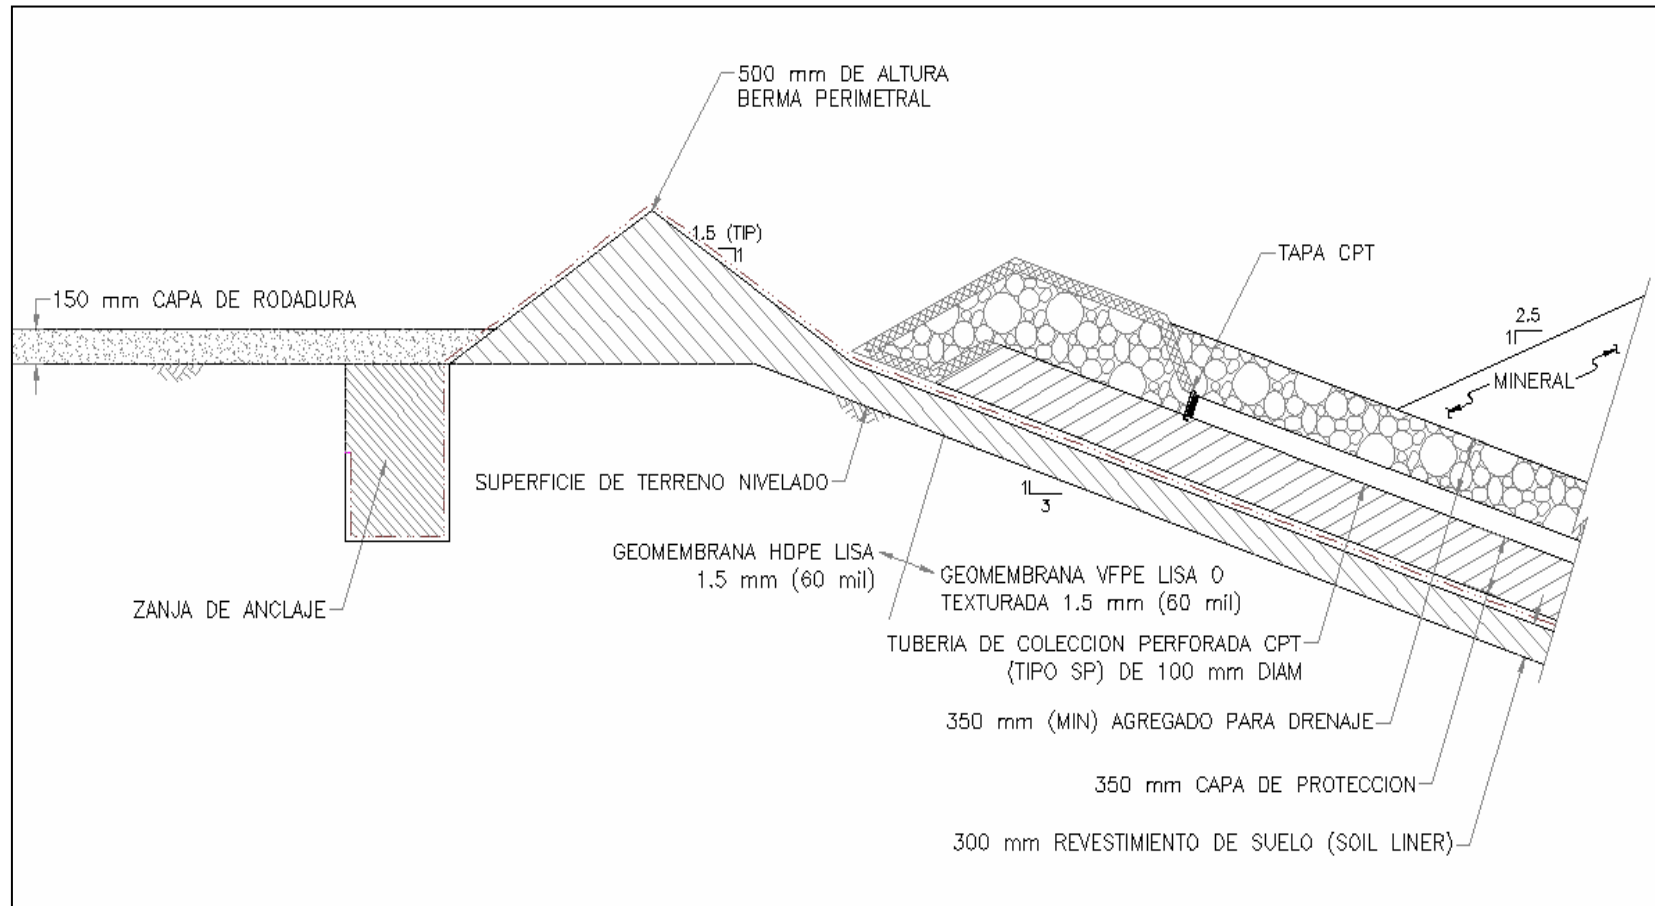 500 mm DE ALTURA
BERMA PERIMETRAL
1.5 (TIP)
1
150 mm CAPA DE RODADURA
TAPA CPT
2.5
1
MINERAL
SUPERFICIE DE TERRENO NIVELADO
1
3
GEOMEMBRANA HDPE LISA
1.5 mm (60 mil)
GEOMEMBRANA VFPE LISA O
TEXTURADA 1.5 mm (60 mil)
ZANJA DE ANCLAJE
TUBERIA DE COLECCION PERFORADA CPT
(TIPO SP) DE 100 mm DIAM
350 mm (MIN) AGREGADO PARA DRENAJE
350 mm CAPA DE PROTECCION
300 mm REVESTIMIENTO DE SUELO (SOIL LINER)